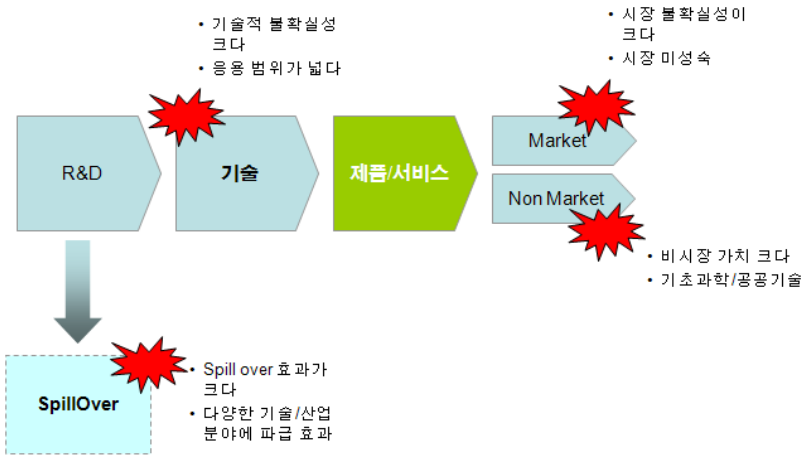 • 기술적 불확실성
크다
• 응용 범위가 넓다
• 시장 불확실성이
크다
• 시장 미성숙
R&D
기술
제품/서비스
Market
Non Market
• 비시장 가치 크다
• 기초과학/공공기술
SpillOver
• Spill over 효과가
크다
• 다양한 기술/산업
분야에 파급 효과